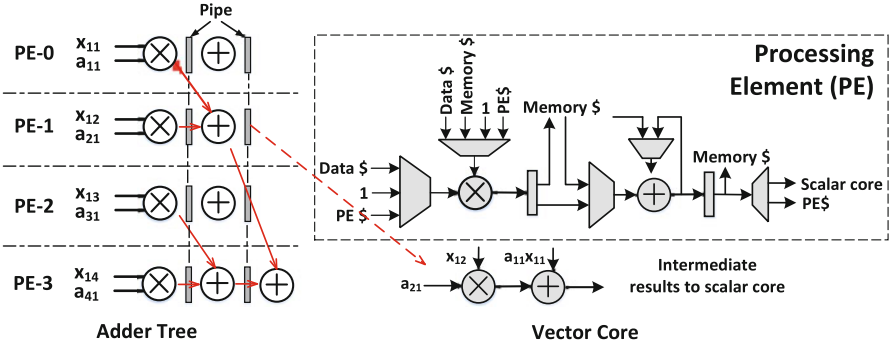 Pipe
PE-0
x11
a11
PE-1
x12
a21
PE-2
x13
a31
PE-3
x14
a41
Adder Tree
Processing
Element (PE)
Data $
Memory $
1
PE$
Memory $
Data $
1
PE $
Memory $
Scalar core
PE$
x12
a11x11
a21
Intermediate
results to scalar core
Vector Core